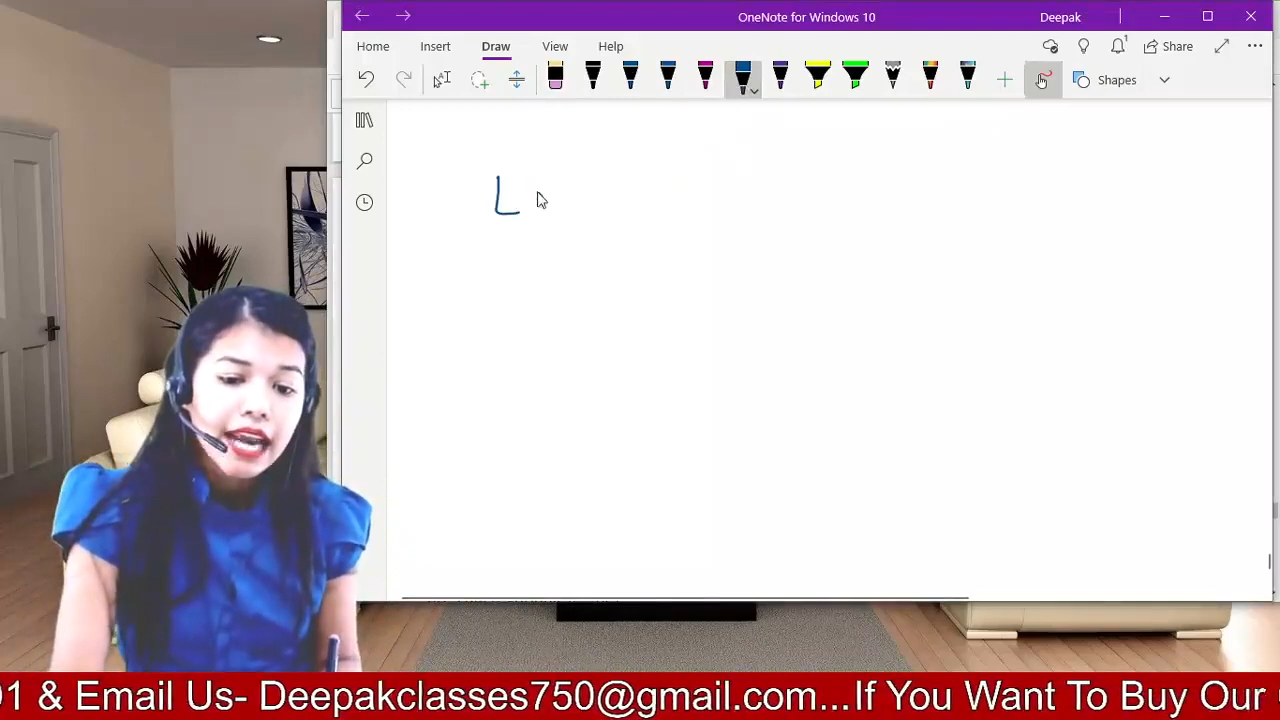 OneNote for Windows 10
Deepak
Home Insert Draw View Help
Share
Shapes
L
01 & Email Us- Deepakclasses750@gmail.com...If You Want To Buy Our